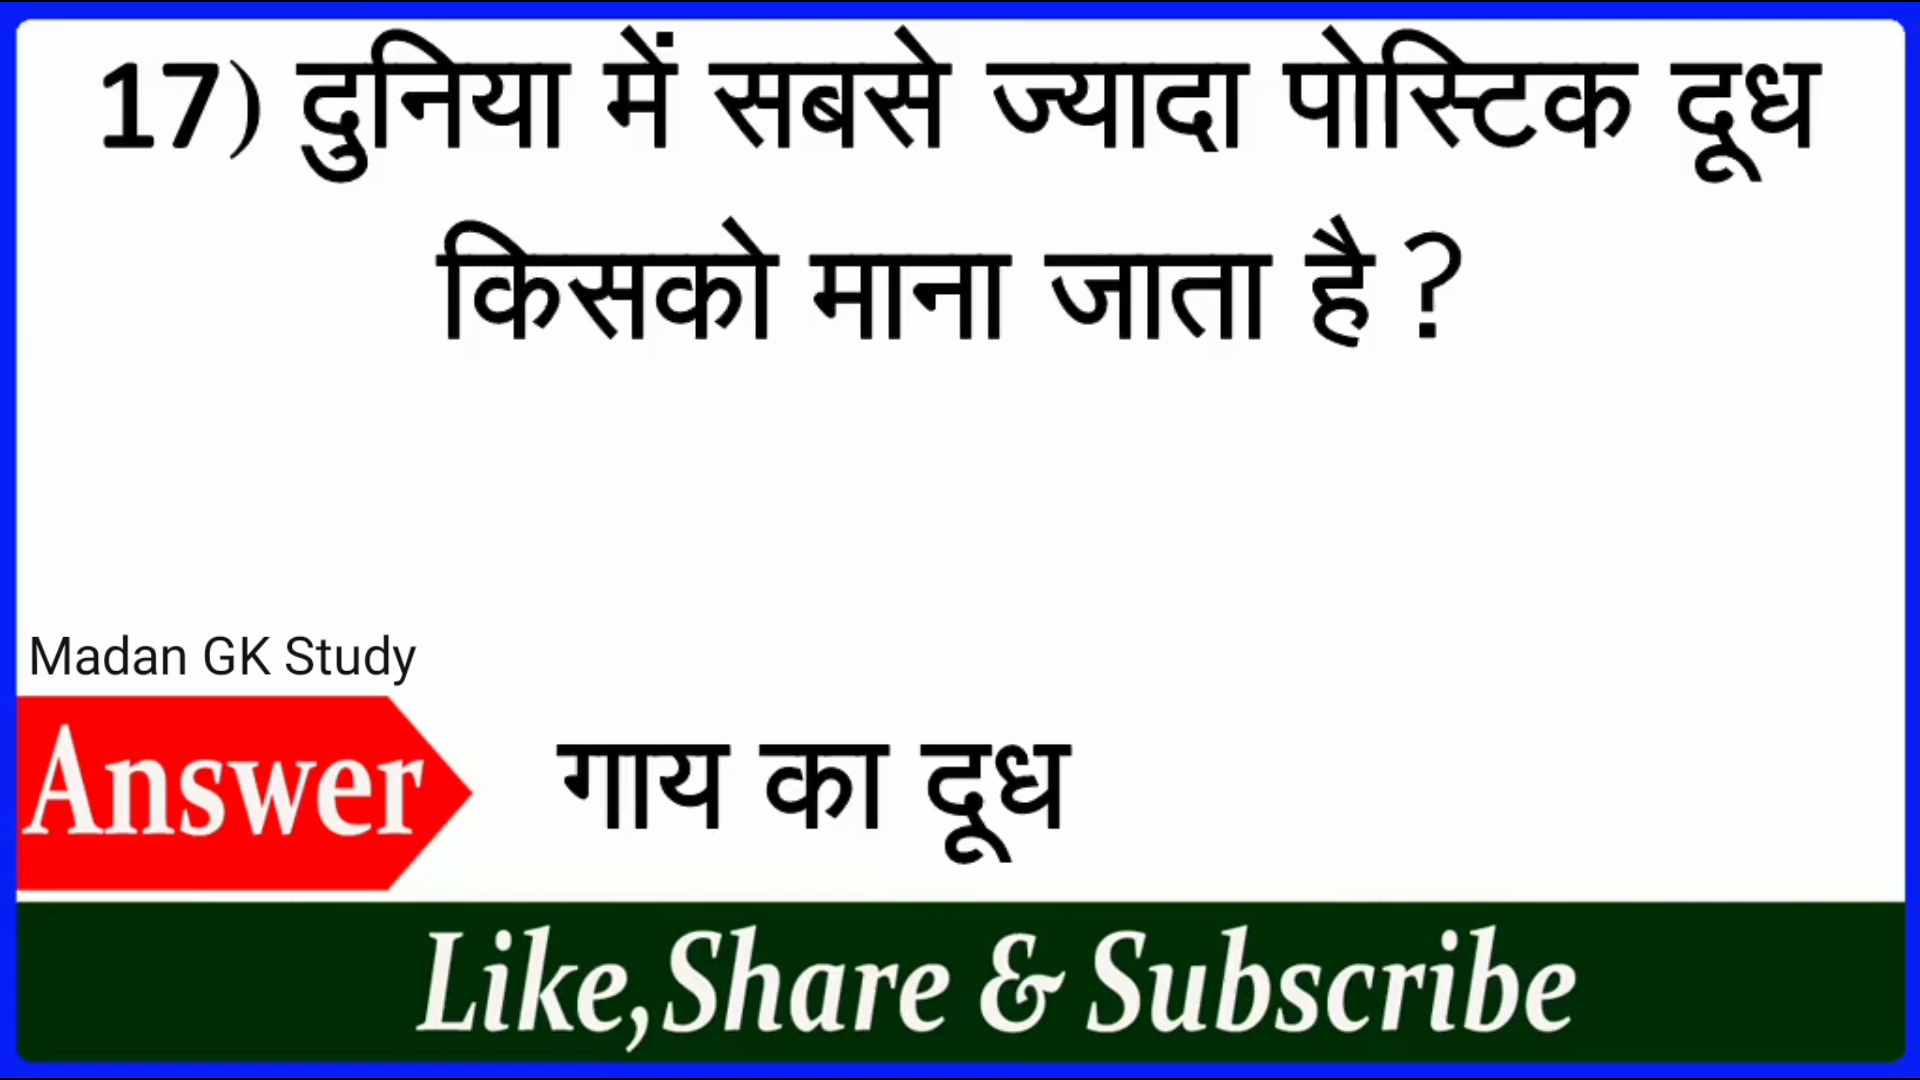 17) दुनिया में सबसे ज्यादा पोस्टिक दूध
किसको माना जाता है ?
Madan GK Study
Answer
गाय का दूध
Like,Share & Subscribe